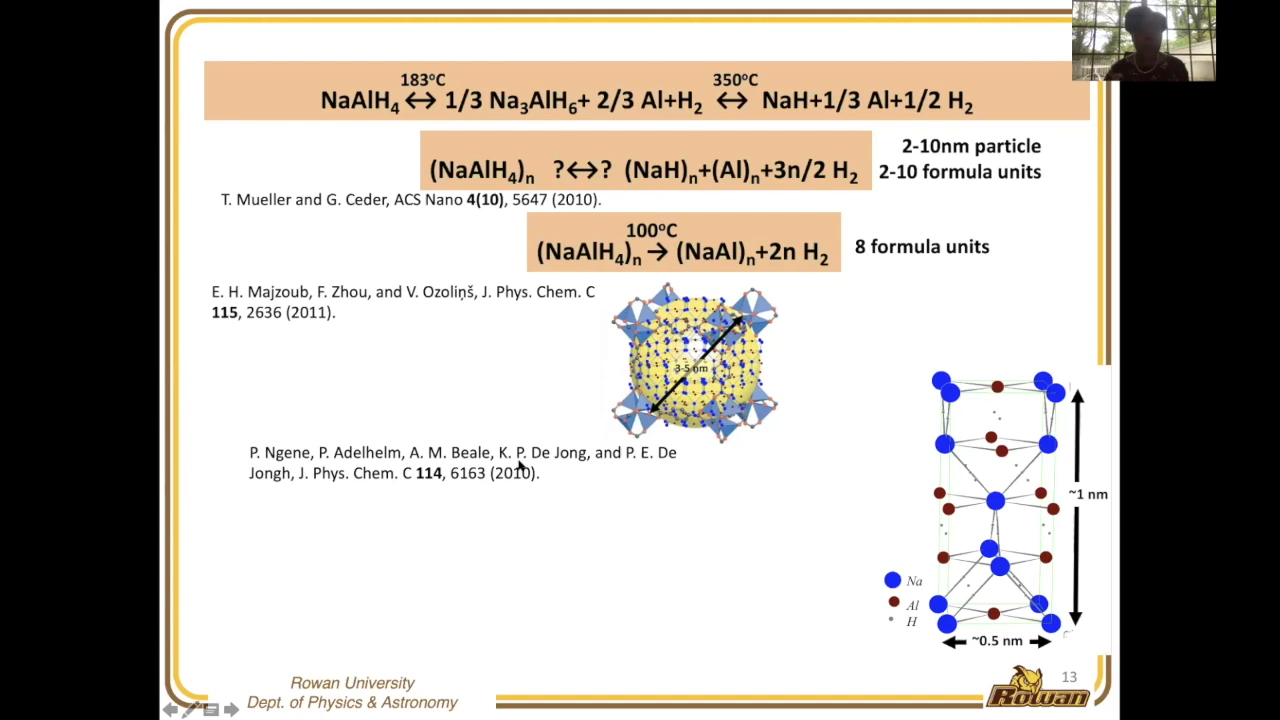 183°C 350°C
NaAlH₄ ↔ 1/3 Na₃AlH₆+ 2/3 Al+H₂ ↔ NaH+1/3 Al+1/2 H₂
2-10nm particle
(NaAlH₄)ₙ ?↔? (NaH)ₙ+(Al)ₙ+3n/2 H₂
2-10 formula units
T. Mueller and G. Ceder, ACS Nano 4(10), 5647 (2010).
100°C
(NaAlH₄)ₙ → (NaAl)ₙ+2n H₂
8 formula units
E. H. Majzoub, F. Zhou, and V. Ozoliņš, J. Phys. Chem. C
115, 2636 (2011).
3-5 nm
P. Ngene, P. Adelhelm, A. M. Beale, K. P. De Jong, and P. E. De
Jongh, J. Phys. Chem. C 114, 6163 (2010).
~1 nm
Na
Al
H
~0.5 nm
Rowan University
Dept. of Physics & Astronomy
13
Rowan